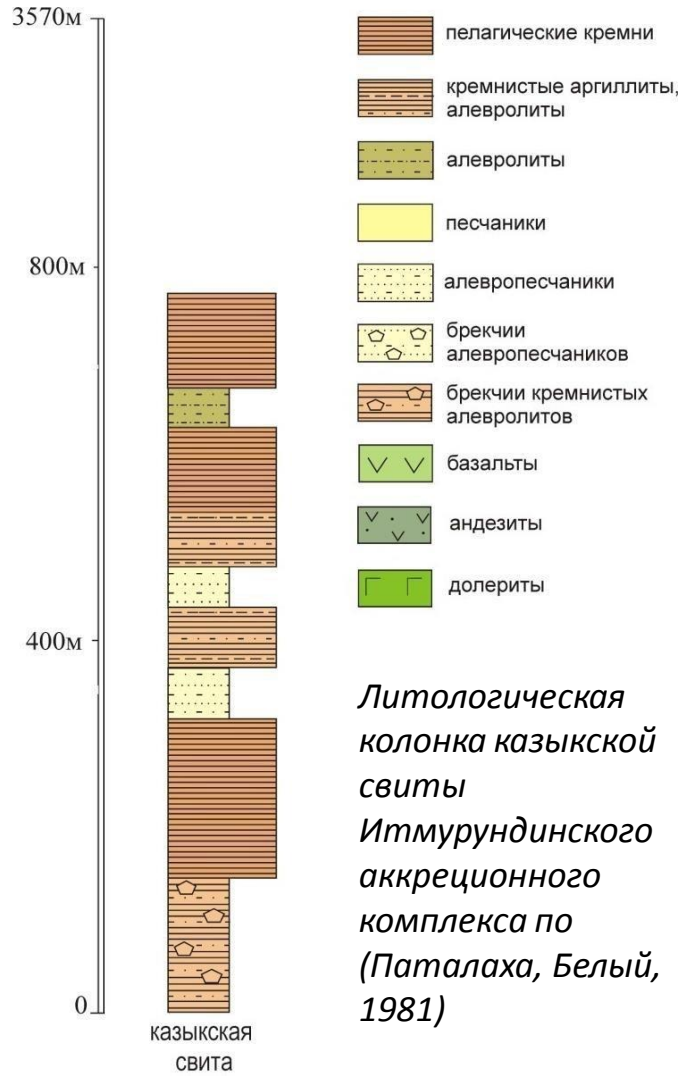 3570м
800м
400м
0
казыкская
свита
пелагические кремни
кремнистые аргиллиты,
алевролиты
алевролиты
песчаники
алевропесчаники
брекчии
алевропесчаников
брекчии кремнистых
алевролитов
базальты
андезиты
долериты
Литологическая
колонка казыкской
свиты
Итмурундинского
аккреционного
комплекса по
(Паталаха, Белый,
1981)